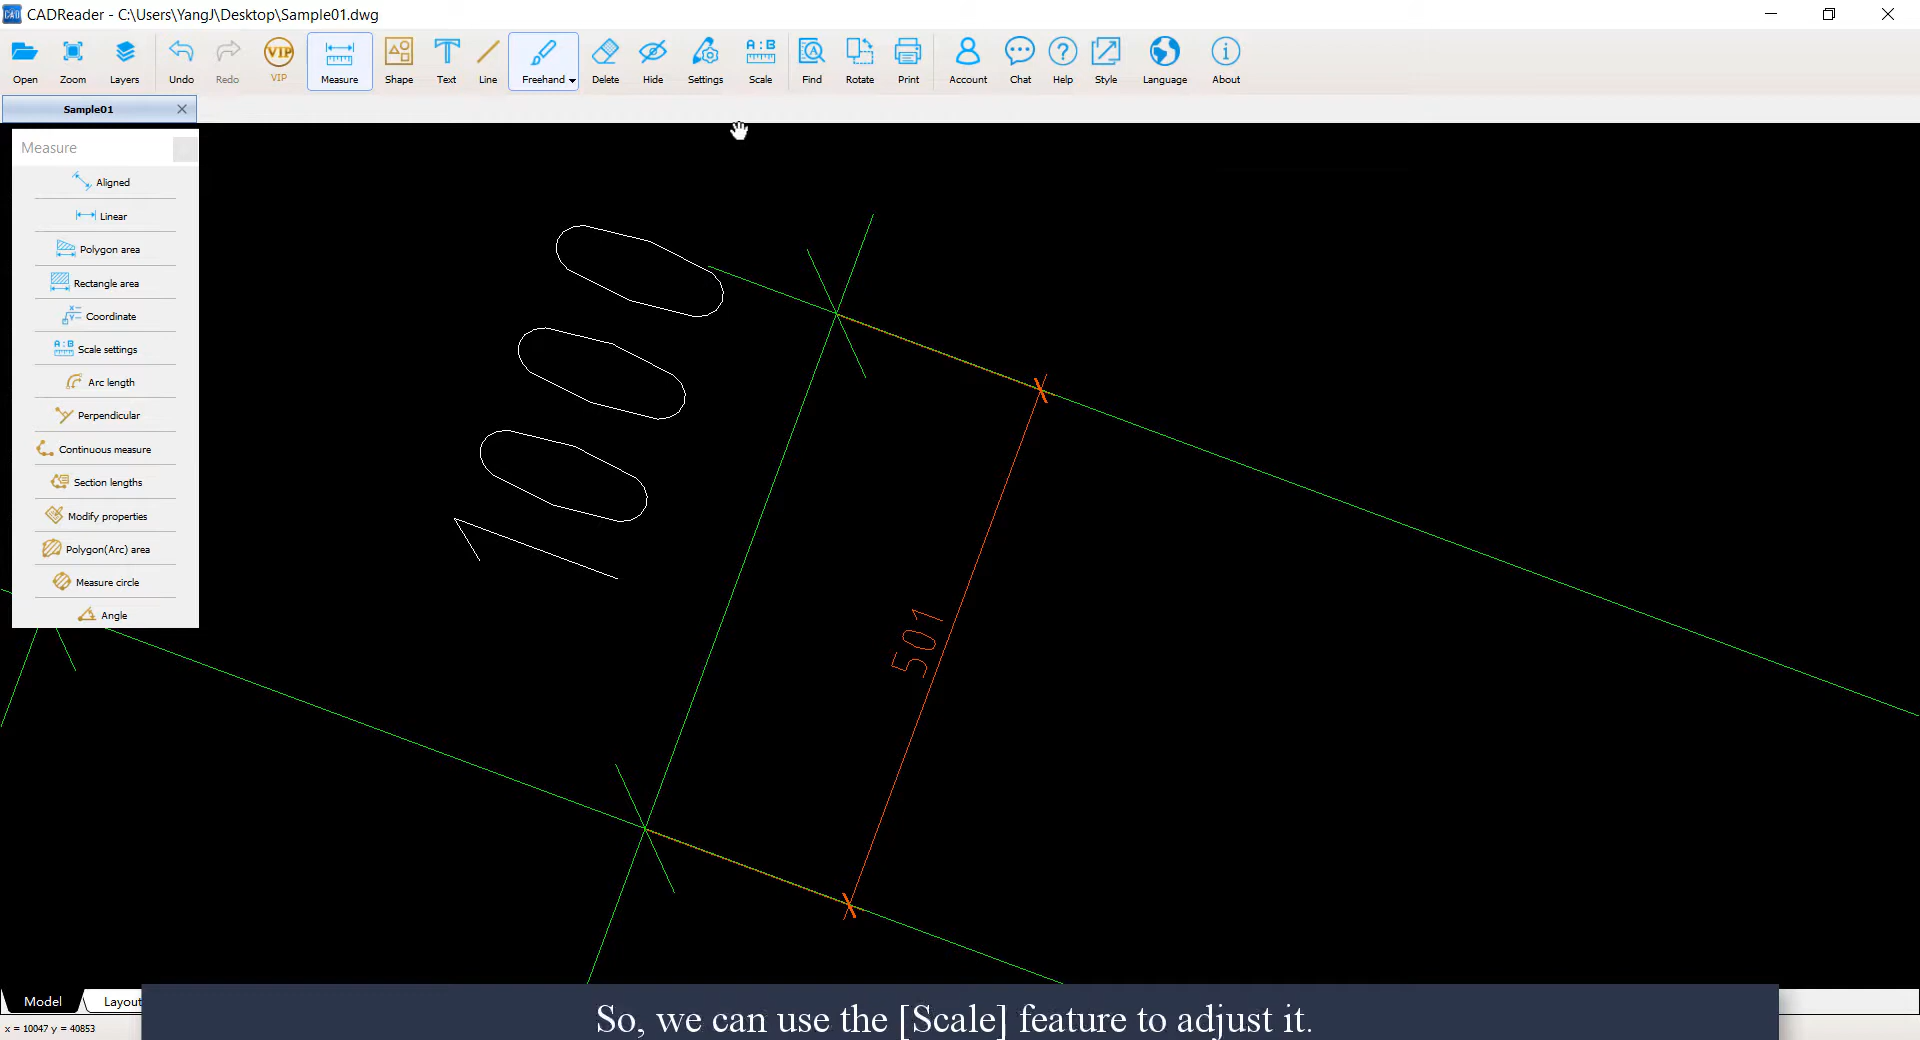 CADReader - C:\Users\YangJ\Desktop\Sample01.dwg
Open Zoom Layers Undo Redo VIP Measure Shape Text Line Freehand Delete Hide Settings Scale Find Rotate Print Account Chat Help Style Language About
Sample01
Measure
Aligned
Linear
Polygon area
Rectangle area
Coordinate
Scale settings
Arc length
Perpendicular
Continuous measure
Section lengths
Modify properties
Polygon(Arc) area
Measure circle
Angle
1000
501
Model Layout
x = 10047 y = 40853
So, we can use the [Scale] feature to adjust it.